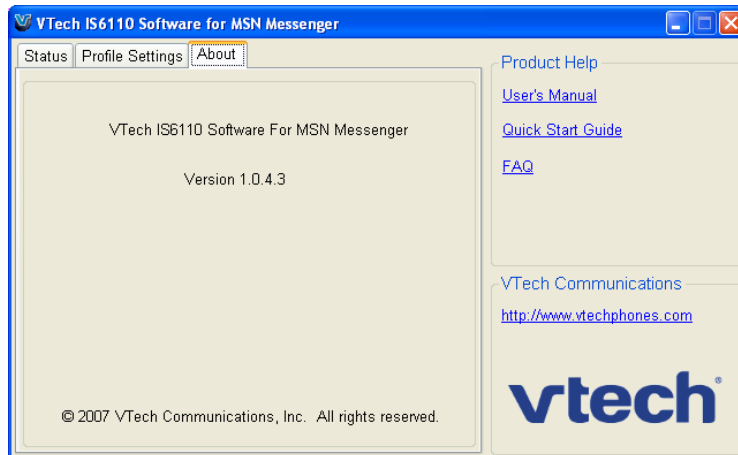 VTech IS6110 Software for MSN Messenger
Status Profile Settings About
VTech IS6110 Software For MSN Messenger
Version 1.0.4.3
© 2007 VTech Communications, Inc. All rights reserved.
Product Help
User's Manual
Quick Start Guide
FAQ
VTech Communications
http://www.vtechphones.com
vtech